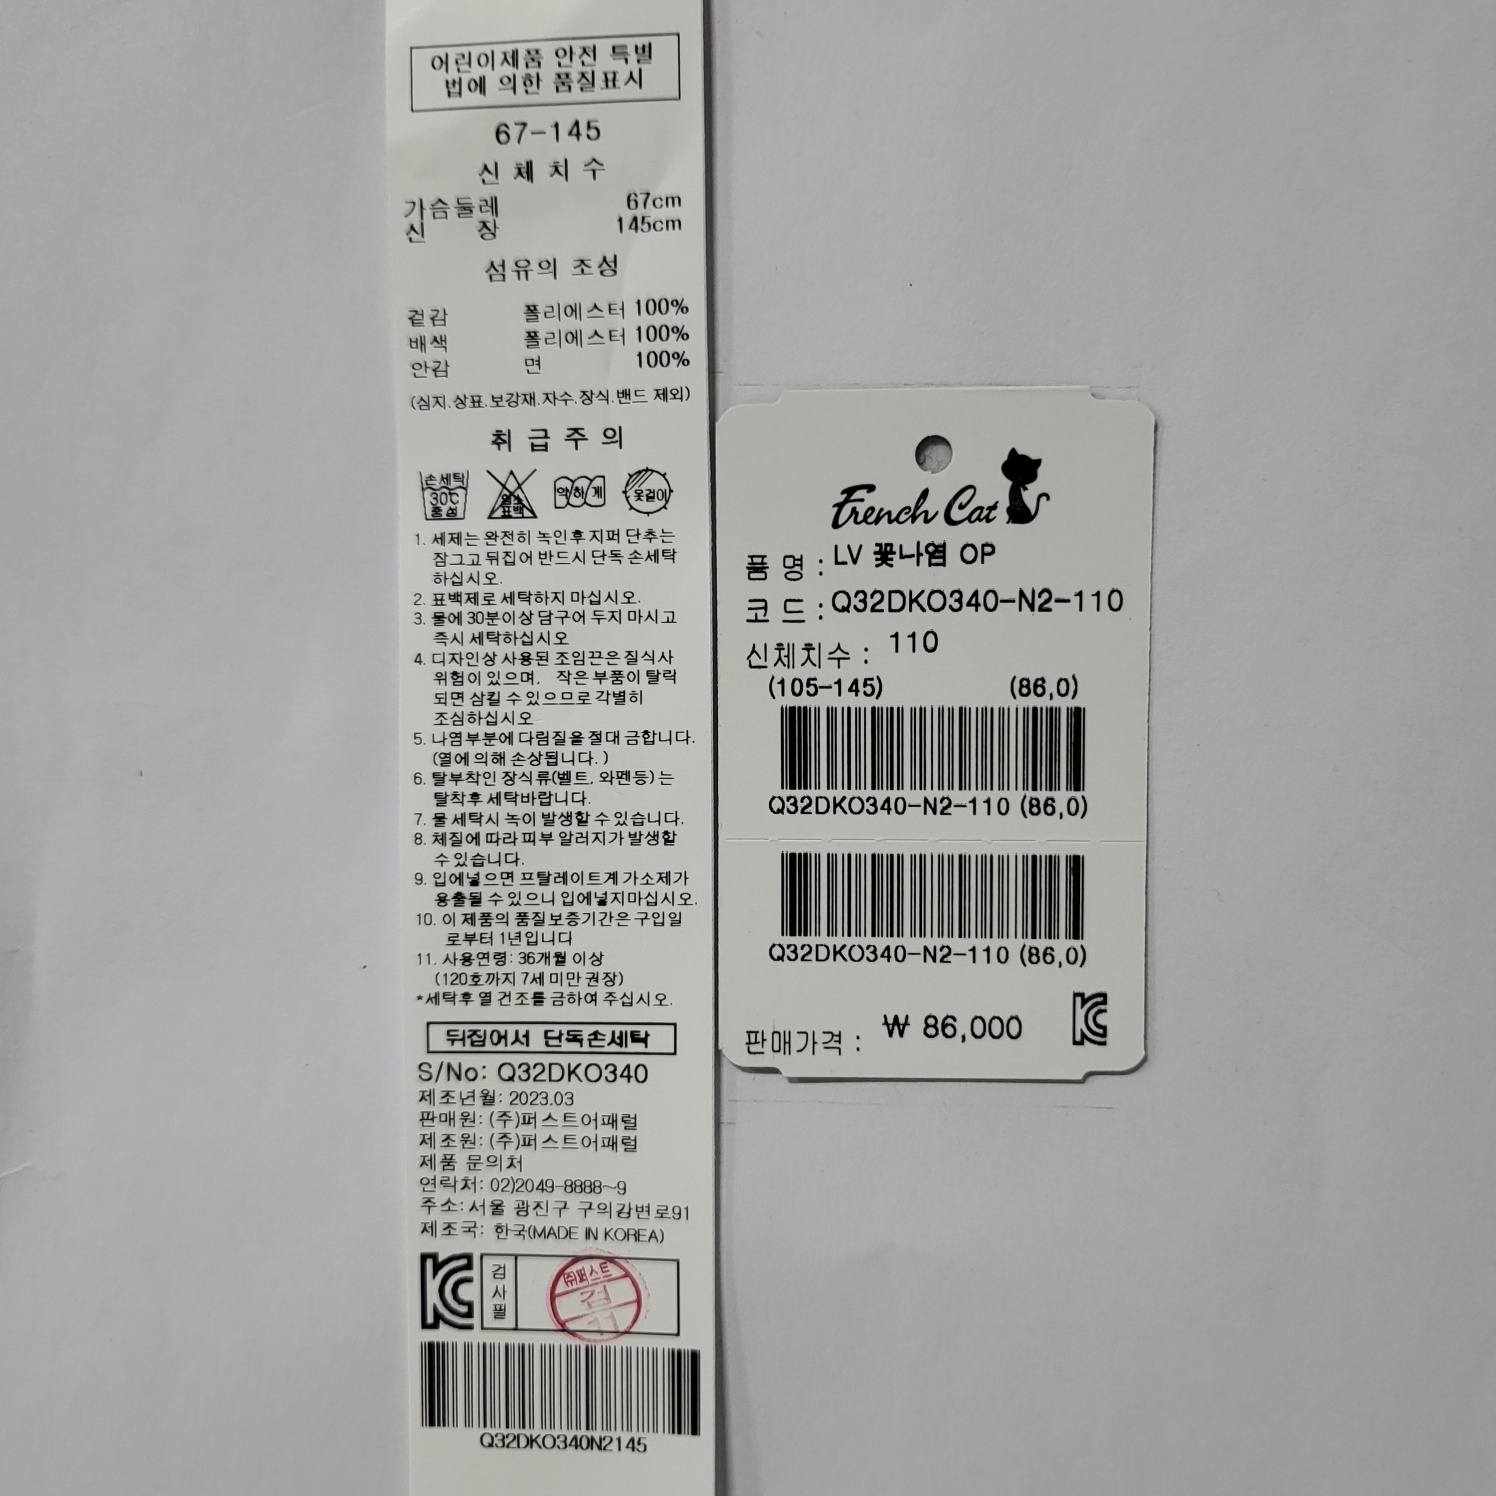 어린이제품 안전 특별
법에 의한 품질표시
67-145
신 체 치 수
가슴둘레 67cm
신 장 145cm
섬유의 조성
겉감 폴리에스터 100%
배색 폴리에스터 100%
안감 면 100%
(심지.상표.보강재.자수.장식.밴드 제외)
취 급 주 의
손세탁 30℃ 중성
염소 표백
약하게
옷걸이
1. 세제는 완전히 녹인후 지퍼 단추는
잠그고 뒤집어 반드시 단독 손세탁
하십시오.
2. 표백제로 세탁하지 마십시오.
3. 물에 30분이상 담구어 두지 마시고
즉시 세탁하십시오
4. 디자인상 사용된 조임끈은 질식사
위험이 있으며, 작은 부품이 탈락
되면 삼킬 수 있으므로 각별히
조심하십시오
5. 나염부분에 다림질을 절대 금합니다.
(열에 의해 손상됩니다. )
6. 탈부착인 장식류(벨트, 와펜등) 는
탈착후 세탁바랍니다.
7. 물 세탁시 녹이 발생할 수 있습니다.
8. 체질에 따라 피부 알러지가 발생할
수 있습니다.
9. 입에넣으면 프탈레이트계 가소제가
용출될 수 있으니 입에넣지마십시오.
10. 이 제품의 품질보증기간은 구입일
로부터 1년입니다
11. 사용연령: 36개월 이상
(120호까지 7세 미만 권장)
*세탁후 열 건조를 금하여 주십시오.
뒤집어서 단독손세탁
S/No: Q32DKO340
제조년월: 2023.03
판매원: (주)퍼스트어패럴
제조원: (주)퍼스트어패럴
제품 문의처
연락처: 02)2049-8888~9
주소: 서울 광진구 구의강변로91
제조국: 한국(MADE IN KOREA)
KC
검사필
㈜퍼스트
검
Q32DKO340N2145
French Cat
품 명 : LV 꽃나염 OP
코 드 : Q32DKO340-N2-110
신체치수 : 110
(105-145) (86,0)
Q32DKO340-N2-110 (86,0)
Q32DKO340-N2-110 (86,0)
판매가격 : ₩ 86,000
KC